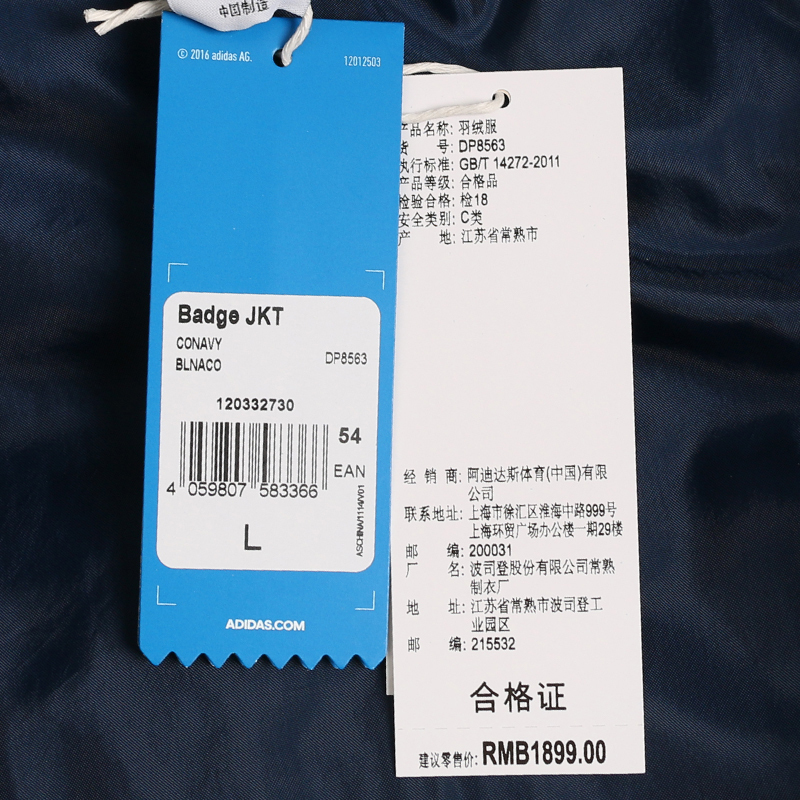 中国制造
© 2016 adidas AG.
12012503
Badge JKT
CONAVY
BLNACO
DP8563
120332730
54
EAN
4 059807 583366
ASCHINA/1114/V01
L
ADIDAS.COM
产品名称: 羽绒服
货 号: DP8563
执行标准: GB/T 14272-2011
产品等级: 合格品
检验合格: 检18
安全类别: C类
产 地: 江苏省常熟市
经 销 商: 阿迪达斯体育(中国)有限
公司
联系地址: 上海市徐汇区淮海中路999号
上海环贸广场办公楼一期29楼
邮 编: 200031
厂 名: 波司登股份有限公司常熟
制衣厂
地 址: 江苏省常熟市波司登工
业园区
邮 编: 215532
合格证
建议零售价: RMB1899.00